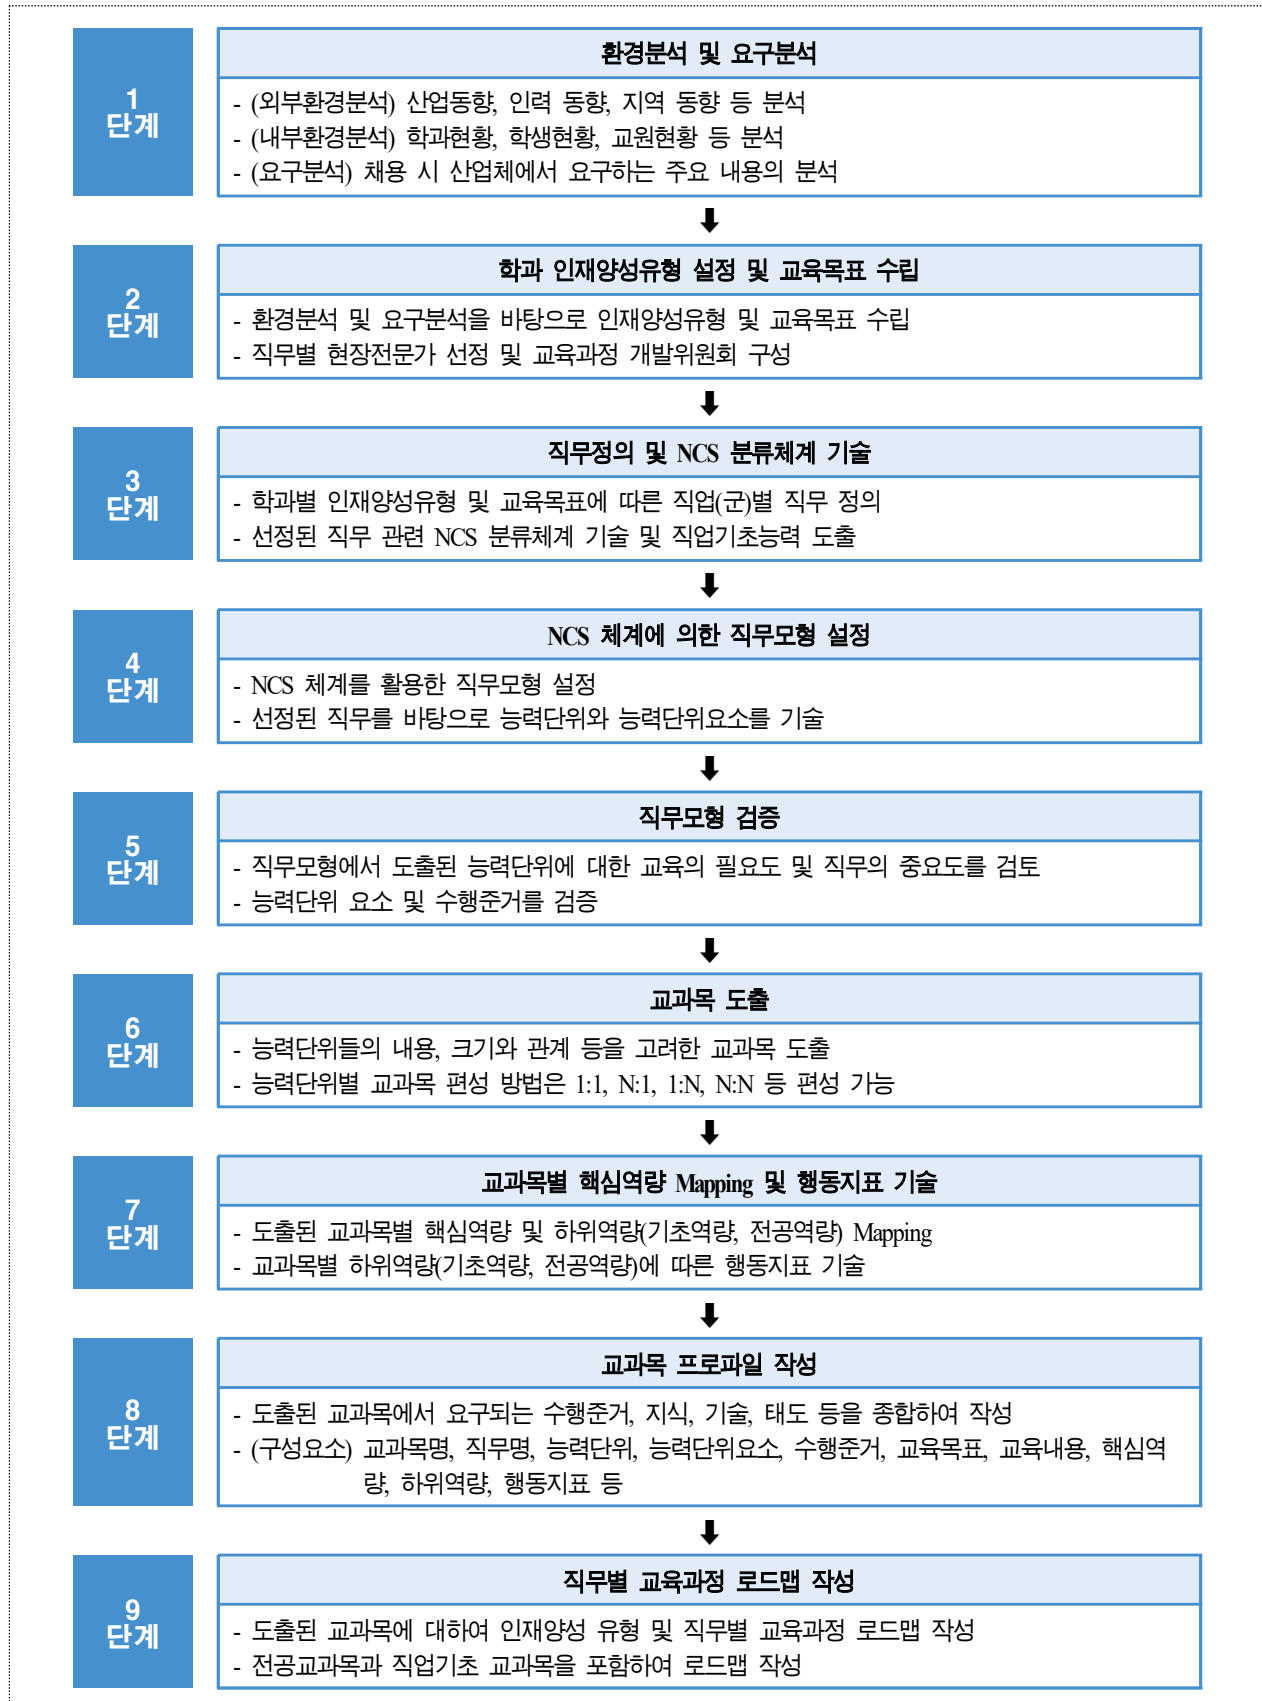 1
단계
환경분석 및 요구분석
- (외부환경분석) 산업동향, 인력 동향, 지역 동향 등 분석
- (내부환경분석) 학과현황, 학생현황, 교원현황 등 분석
- (요구분석) 채용 시 산업체에서 요구하는 주요 내용의 분석
2
단계
학과 인재양성유형 설정 및 교육목표 수립
- 환경분석 및 요구분석을 바탕으로 인재양성유형 및 교육목표 수립
- 직무별 현장전문가 선정 및 교육과정 개발위원회 구성
3
단계
직무정의 및 NCS 분류체계 기술
- 학과별 인재양성유형 및 교육목표에 따른 직업(군)별 직무 정의
- 선정된 직무 관련 NCS 분류체계 기술 및 직업기초능력 도출
4
단계
NCS 체계에 의한 직무모형 설정
- NCS 체계를 활용한 직무모형 설정
- 선정된 직무를 바탕으로 능력단위와 능력단위요소를 기술
5
단계
직무모형 검증
- 직무모형에서 도출된 능력단위에 대한 교육의 필요도 및 직무의 중요도를 검토
- 능력단위 요소 및 수행준거를 검증
6
단계
교과목 도출
- 능력단위들의 내용, 크기와 관계 등을 고려한 교과목 도출
- 능력단위별 교과목 편성 방법은 1:1, N:1, 1:N, N:N 등 편성 가능
7
단계
교과목별 핵심역량 Mapping 및 행동지표 기술
- 도출된 교과목별 핵심역량 및 하위역량(기초역량, 전공역량) Mapping
- 교과목별 하위역량(기초역량, 전공역량)에 따른 행동지표 기술
8
단계
교과목 프로파일 작성
- 도출된 교과목에서 요구되는 수행준거, 지식, 기술, 태도 등을 종합하여 작성
- (구성요소) 교과목명, 직무명, 능력단위, 능력단위요소, 수행준거, 교육목표, 교육내용, 핵심역
량, 하위역량, 행동지표 등
9
단계
직무별 교육과정 로드맵 작성
- 도출된 교과목에 대하여 인재양성 유형 및 직무별 교육과정 로드맵 작성
- 전공교과목과 직업기초 교과목을 포함하여 로드맵 작성